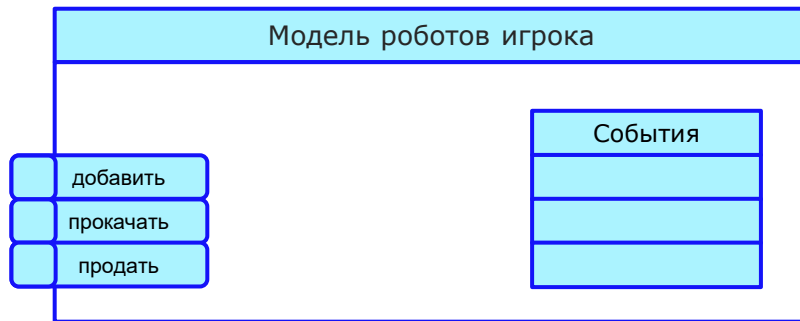 Модель роботов игрока
События
добавить
прокачать
продать